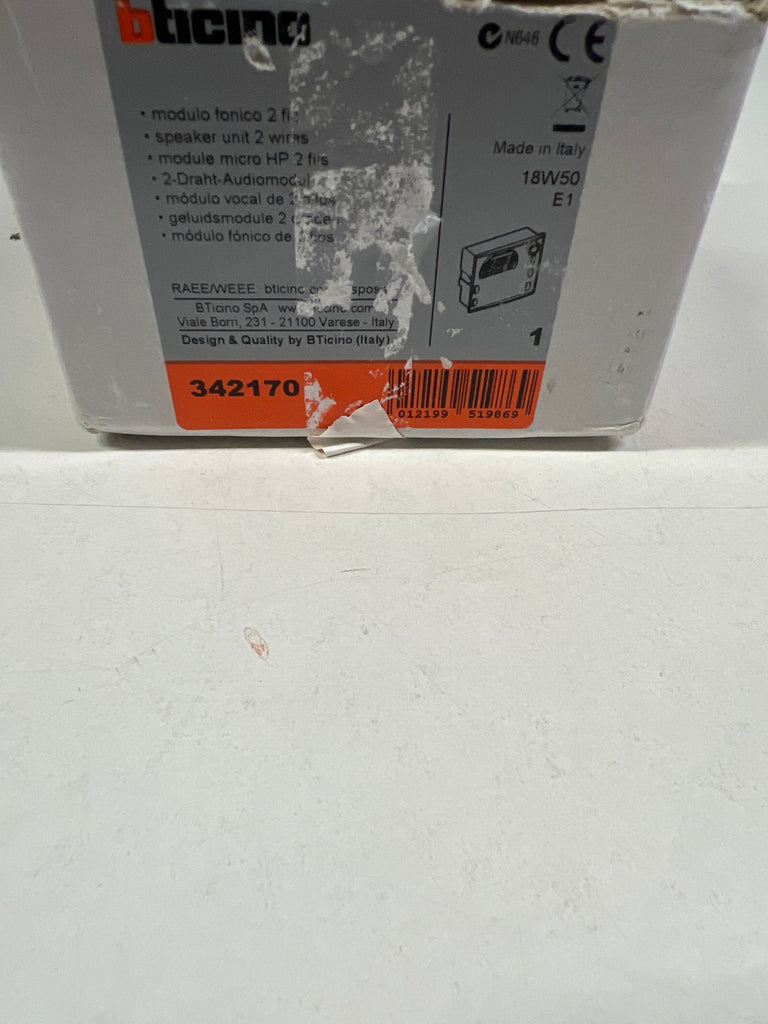 bticino
N646 CE
• modulo fonico 2
• speaker unit 2 wires
• module micro HP 2 fils
• 2-Draht-Audiomodul
• módulo vocal de 2
• geluidsmodule 2
• módulo fónico de fios
Made in Italy
18W50
E1
RAEE/WEEE: bticino
BTicino SpA
Viale Borri, 231 - 21100 Varese - Italy
Design & Quality by BTicino (Italy)
1
342170
012199 519869